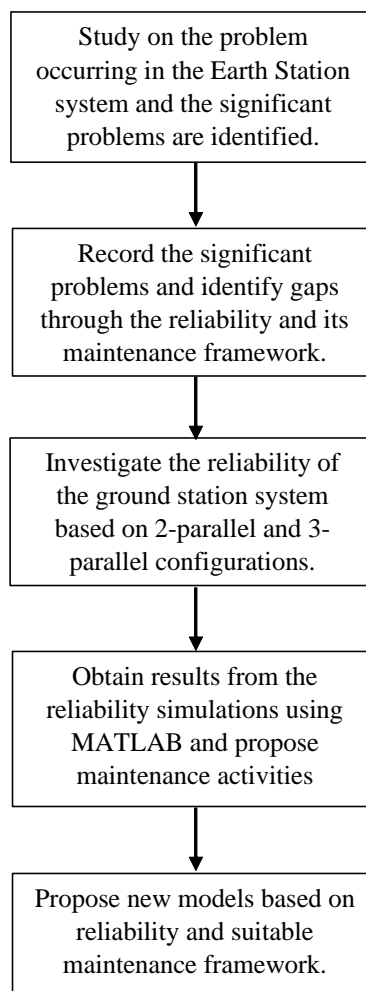 Study on the problem
occurring in the Earth Station
system and the significant
problems are identified.
Record the significant
problems and identify gaps
through the reliability and its
maintenance framework.
Investigate the reliability of
the ground station system
based on 2-parallel and 3-
parallel configurations.
Obtain results from the
reliability simulations using
MATLAB and propose
maintenance activities
Propose new models based on
reliability and suitable
maintenance framework.